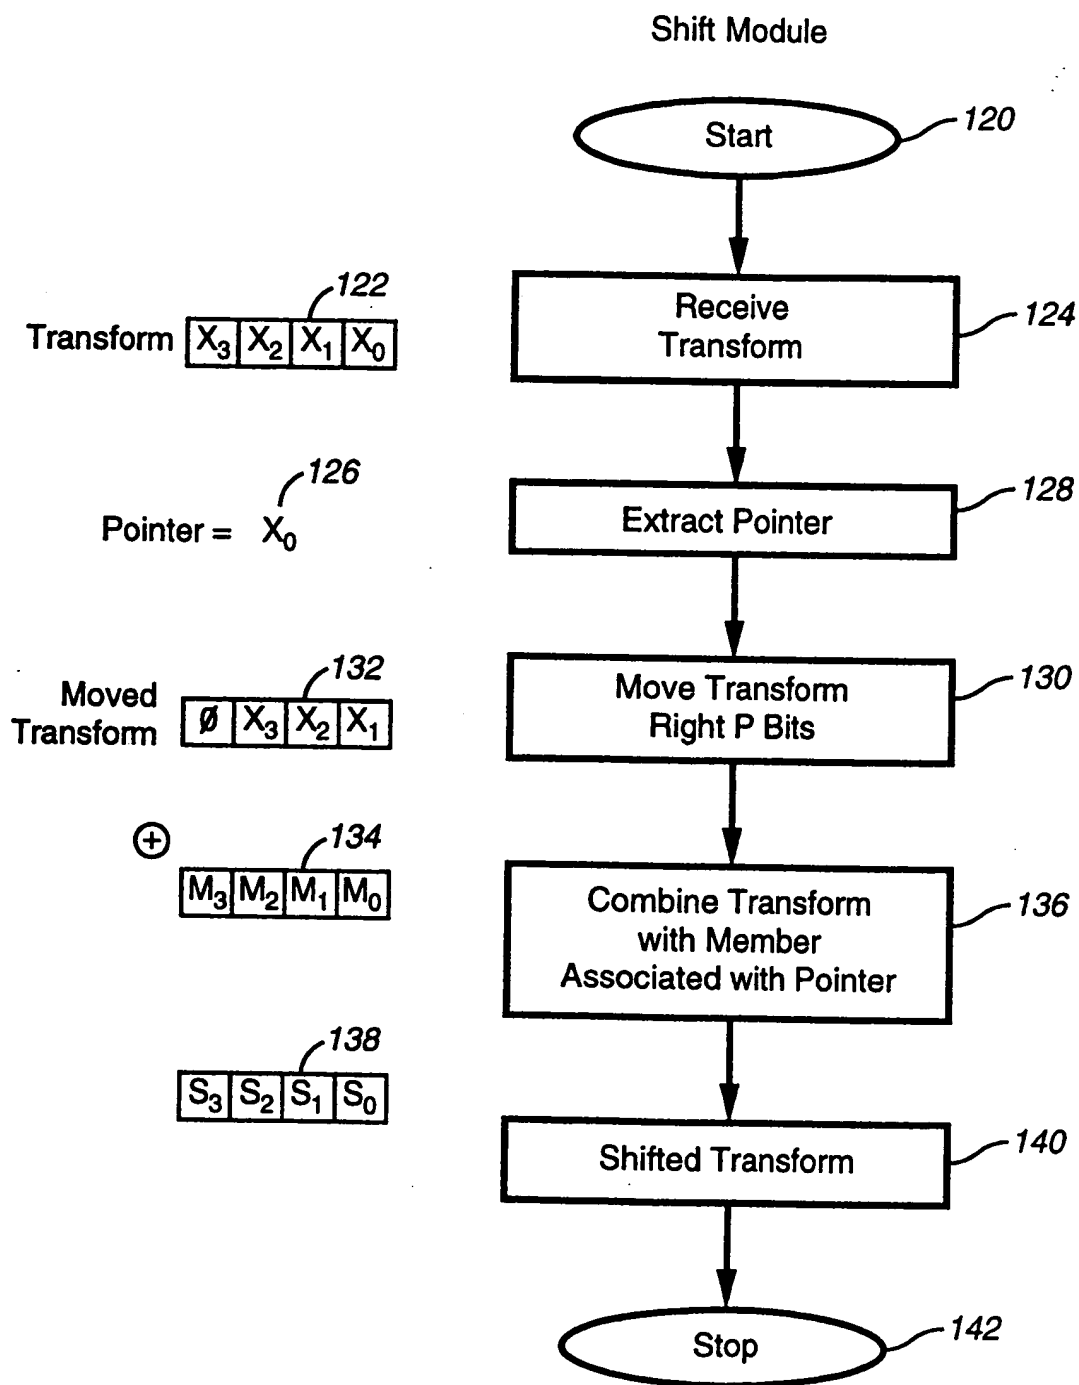 Shift Module
Start
120
122
Transform X3 X2 X1 X0
Receive
Transform
124
126
Pointer = X0
Extract Pointer
128
132
Moved
Transform
Ø X3 X2 X1
Move Transform
Right P Bits
130
+
134
M3 M2 M1 M0
Combine Transform
with Member
Associated with Pointer
136
138
S3 S2 S1 S0
Shifted Transform
140
Stop
142